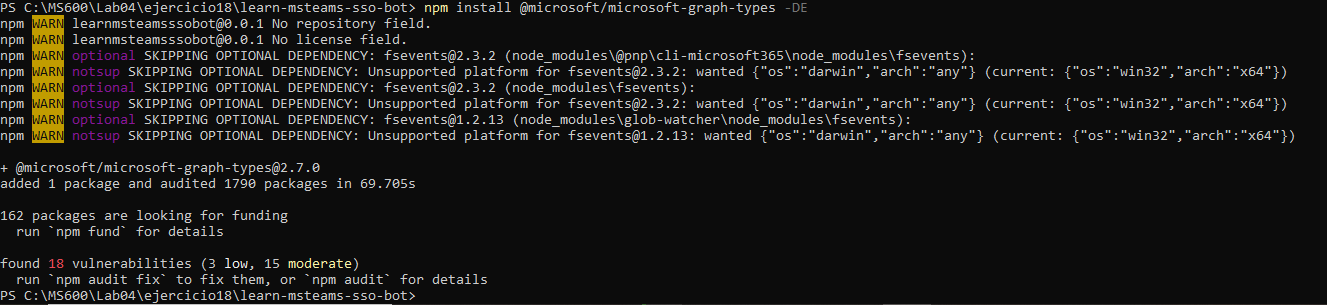 PS C:\MS600\Lab04\ejercicio18\learn-msteams-sso-bot> npm install @microsoft/microsoft-graph-types -DE
npm WARN learnmsteamsssobot@0.0.1 No repository field.
npm WARN learnmsteamsssobot@0.0.1 No license field.
npm WARN optional SKIPPING OPTIONAL DEPENDENCY: fsevents@2.3.2 (node_modules\@pnp\cli-microsoft365\node_modules\fsevents):
npm WARN notsup SKIPPING OPTIONAL DEPENDENCY: Unsupported platform for fsevents@2.3.2: wanted {"os":"darwin","arch":"any"} (current: {"os":"win32","arch":"x64"})
npm WARN optional SKIPPING OPTIONAL DEPENDENCY: fsevents@2.3.2 (node_modules\fsevents):
npm WARN notsup SKIPPING OPTIONAL DEPENDENCY: Unsupported platform for fsevents@2.3.2: wanted {"os":"darwin","arch":"any"} (current: {"os":"win32","arch":"x64"})
npm WARN optional SKIPPING OPTIONAL DEPENDENCY: fsevents@1.2.13 (node_modules\glob-watcher\node_modules\fsevents):
npm WARN notsup SKIPPING OPTIONAL DEPENDENCY: Unsupported platform for fsevents@1.2.13: wanted {"os":"darwin","arch":"any"} (current: {"os":"win32","arch":"x64"})
+ @microsoft/microsoft-graph-types@2.7.0
added 1 package and audited 1790 packages in 69.705s
162 packages are looking for funding
run `npm fund` for details
found 18 vulnerabilities (3 low, 15 moderate)
run `npm audit fix` to fix them, or `npm audit` for details
PS C:\MS600\Lab04\ejercicio18\learn-msteams-sso-bot>